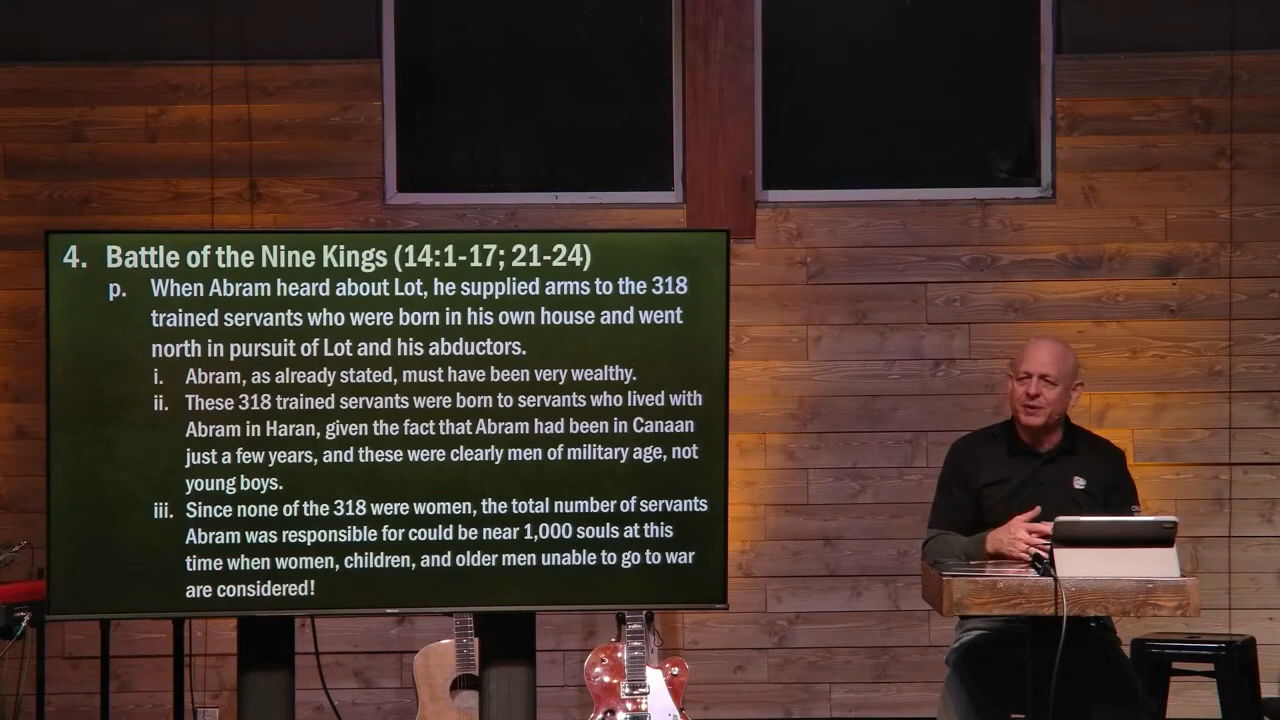 4. Battle of the Nine Kings (14:1-17; 21-24)
p. When Abram heard about Lot, he supplied arms to the 318
trained servants who were born in his own house and went
north in pursuit of Lot and his abductors.
i. Abram, as already stated, must have been very wealthy.
ii. These 318 trained servants were born to servants who lived with
Abram in Haran, given the fact that Abram had been in Canaan
just a few years, and these were clearly men of military age, not
young boys.
iii. Since none of the 318 were women, the total number of servants
Abram was responsible for could be near 1,000 souls at this
time when women, children, and older men unable to go to war
are considered!